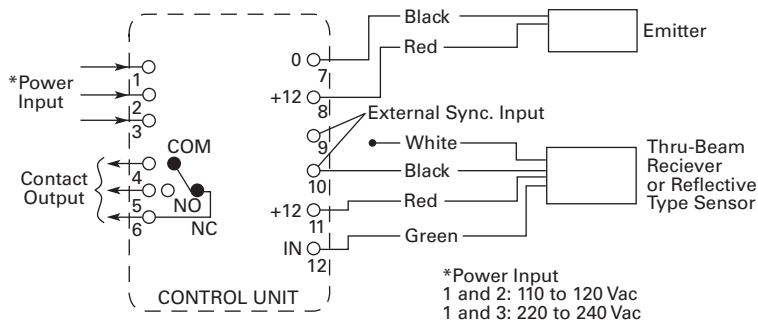 *Power
Input
1
2
3
COM
4
Contact
Output
5
NO
6
NC
CONTROL UNIT
0
7
+12
8
9
10
+12
11
IN
12
Black
Red
Emitter
External Sync. Input
White
Black
Red
Green
Thru-Beam
Reciever
or Reflective
Type Sensor
*Power Input
1 and 2: 110 to 120 Vac
1 and 3: 220 to 240 Vac